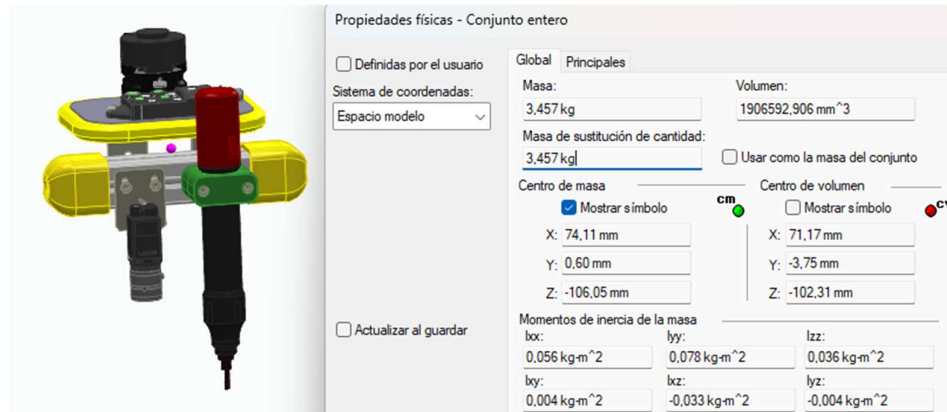 Propiedades físicas - Conjunto entero
Definidas por el usuario
Sistema de coordenadas:
Espacio modelo
Actualizar al guardar
Global Principales
Masa: Volumen:
3,457 kg 1906592,906 mm^3
Masa de sustitución de cantidad:
3,457 kg Usar como la masa del conjunto
Centro de masa Centro de volumen
Mostrar símbolo cm Mostrar símbolo
X: 74,11 mm X: 71,17 mm
Y: 0,60 mm Y: -3,75 mm
Z: -106,05 mm Z: -102,31 mm
Momentos de inercia de la masa
Ixx: Iyy: Izz:
0,056 kg-m^2 0,078 kg-m^2 0,036 kg-m^2
Ixy: Ixz: Iyz:
0,004 kg-m^2 -0,033 kg-m^2 -0,004 kg-m^2